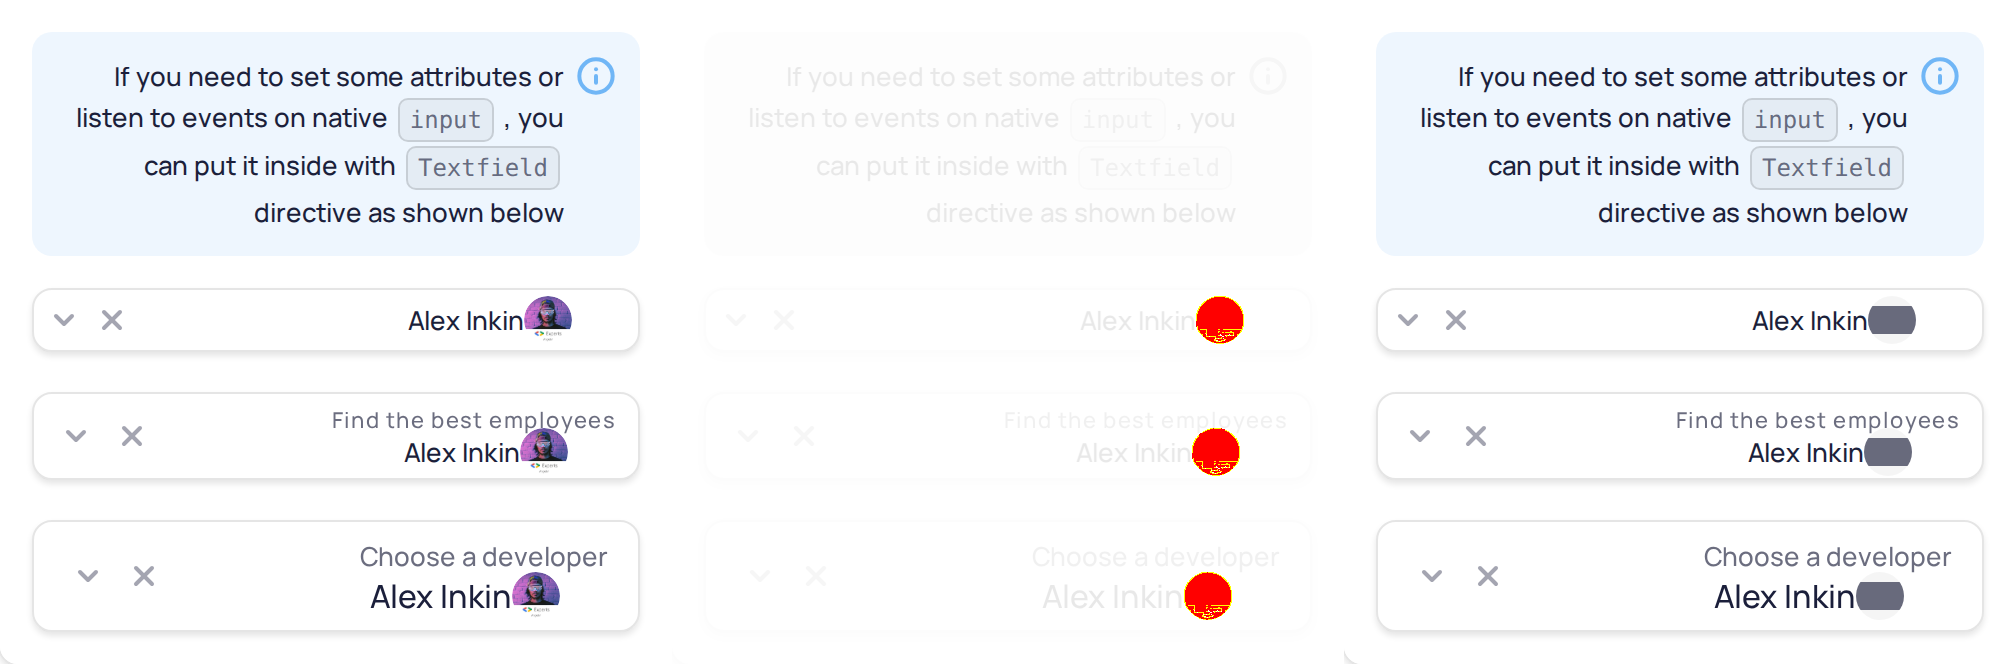 If you need to set some attributes or
listen to events on native input , you
can put it inside with Textfield
directive as shown below
Alex Inkin
Find the best employees
Alex Inkin
Choose a developer
Alex Inkin
If you need to set some attributes or
listen to events on native input , you
can put it inside with Textfield
directive as shown below
Alex Inkin
Find the best employees
Alex Inkin
Choose a developer
Alex Inkin
If you need to set some attributes or
listen to events on native input , you
can put it inside with Textfield
directive as shown below
Alex Inkin
Find the best employees
Alex Inkin
Choose a developer
Alex Inkin